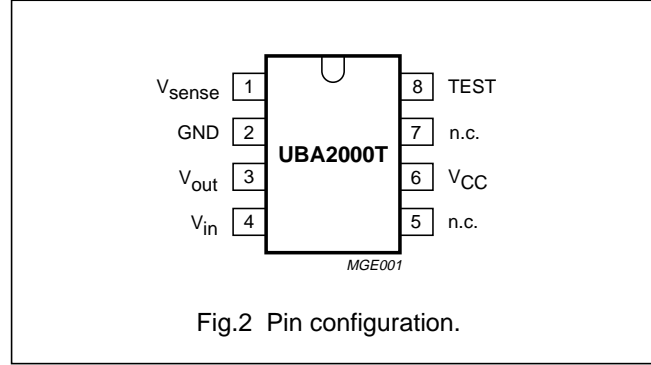 Vsense 1 8 TEST
GND 2 7 n.c.
UBA2000T
Vout 3 6 VCC
Vin 4 5 n.c.
MGE001
Fig.2 Pin configuration.